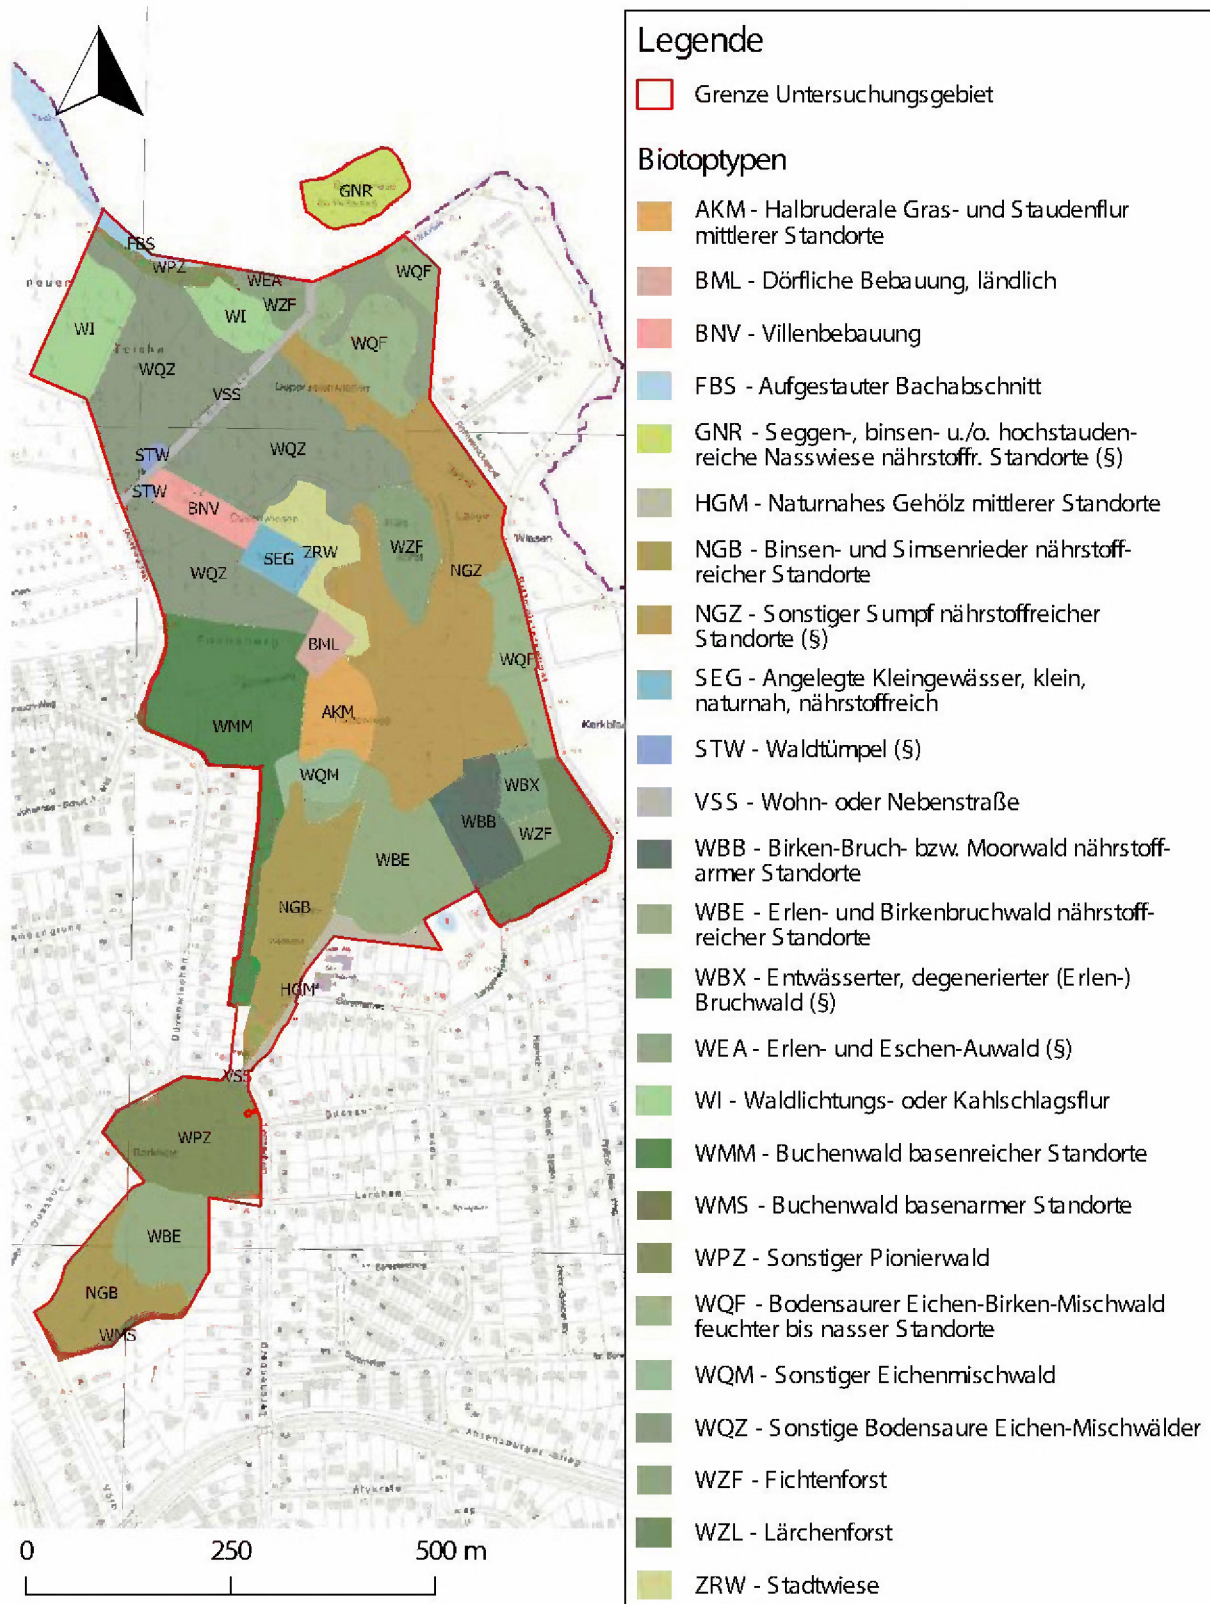 GNR
FBS
WPZ
WEA
WQF
WI
WI
WZF
WQF
WQZ
VSS
WQZ
STW
STW
BNV
ZRW
WZF
SEG
NGZ
WQZ
Wiesen
BML
WQF
AKM
WMM
WQM
WBX
WBB
WZF
WBE
NGB
HGM
VSS
WPZ
WBE
NGB
WMS
0 250 500 m
Legende
Grenze Untersuchungsgebiet
Biotoptypen
AKM - Halbruderale Gras- und Staudenflur
mittlerer Standorte
BML - Dörfliche Bebauung, ländlich
BNV - Villenbebauung
FBS - Aufgestauter Bachabschnitt
GNR - Seggen-, binsen- u./o. hochstauden-
reiche Nasswiese nährstoffr. Standorte (§)
HGM - Naturnahes Gehölz mittlerer Standorte
NGB - Binsen- und Simsenrieder nährstoff-
reicher Standorte
NGZ - Sonstiger Sumpf nährstoffreicher
Standorte (§)
SEG - Angelegte Kleingewässer, klein,
naturnah, nährstoffreich
STW - Waldtümpel (§)
VSS - Wohn- oder Nebenstraße
WBB - Birken-Bruch- bzw. Moorwald nährstoff-
armer Standorte
WBE - Erlen- und Birkenbruchwald nährstoff-
reicher Standorte
WBX - Entwässerter, degenerierter (Erlen-)
Bruchwald (§)
WEA - Erlen- und Eschen-Auwald (§)
WI - Waldlichtungs- oder Kahlschlagsflur
WMM - Buchenwald basenreicher Standorte
WMS - Buchenwald basenarmer Standorte
WPZ - Sonstiger Pionierwald
WQF - Bodensaurer Eichen-Birken-Mischwald
feuchter bis nasser Standorte
WQM - Sonstiger Eichenmischwald
WQZ - Sonstige Bodensaure Eichen-Mischwälder
WZF - Fichtenforst
WZL - Lärchenforst
ZRW - Stadtwiese